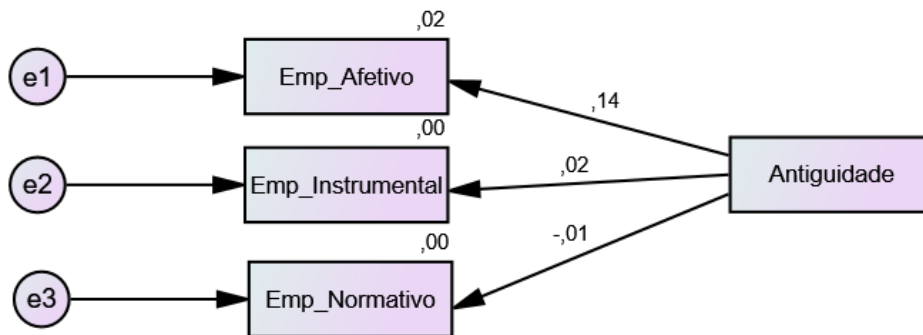 ,02
e1
Emp_Afetivo
,14
,00
e2
Emp_Instrumental
,02
Antiguidade
,00
-,01
e3
Emp_Normativo